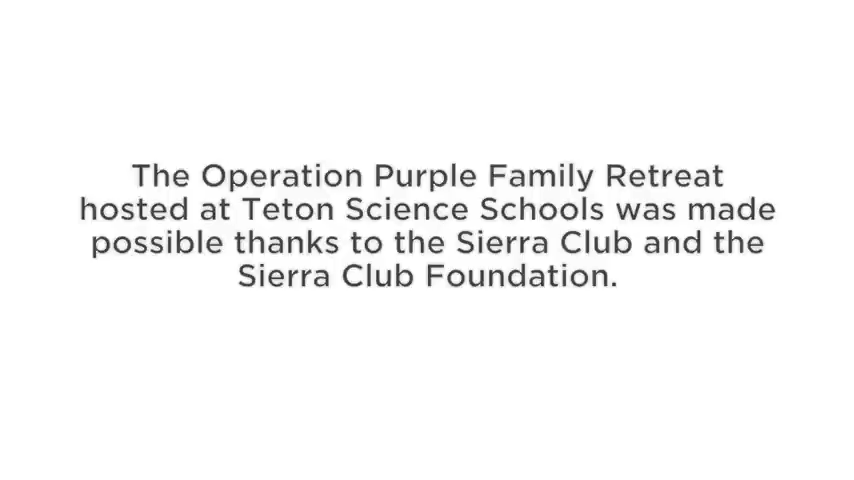 The Operation Purple Family Retreat
hosted at Teton Science Schools was made
possible thanks to the Sierra Club and the
Sierra Club Foundation.